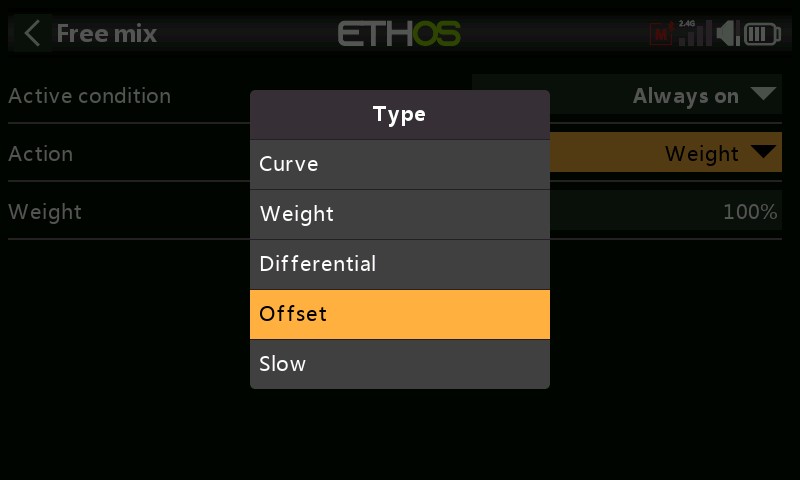 Free mix
ETHOS
M
2.4G
Active condition
Always on
Type
Action
Weight
Curve
Weight
100%
Weight
Differential
Offset
Slow